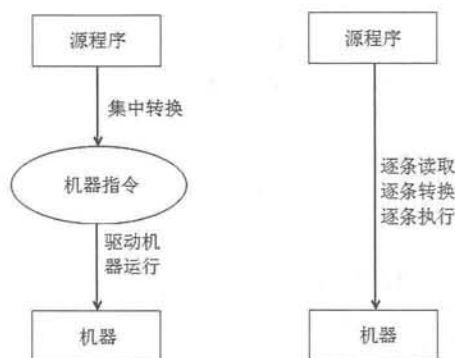 源程序
集中转换
机器指令
驱动机
器运行
机器
源程序
逐条读取
逐条转换
逐条执行
机器